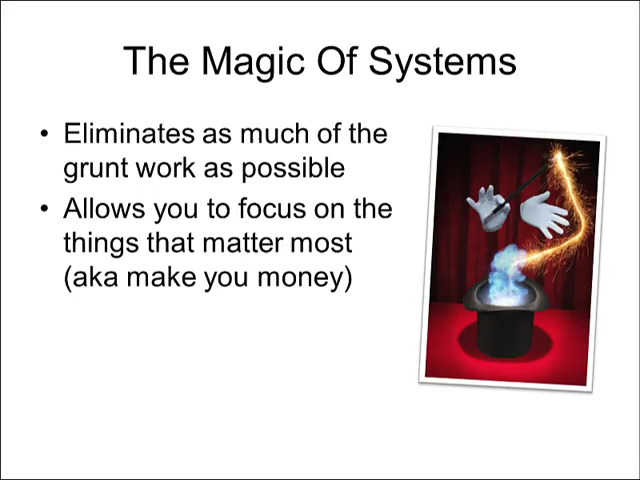 The Magic Of Systems
• Eliminates as much of the
grunt work as possible
• Allows you to focus on the
things that matter most
(aka make you money)